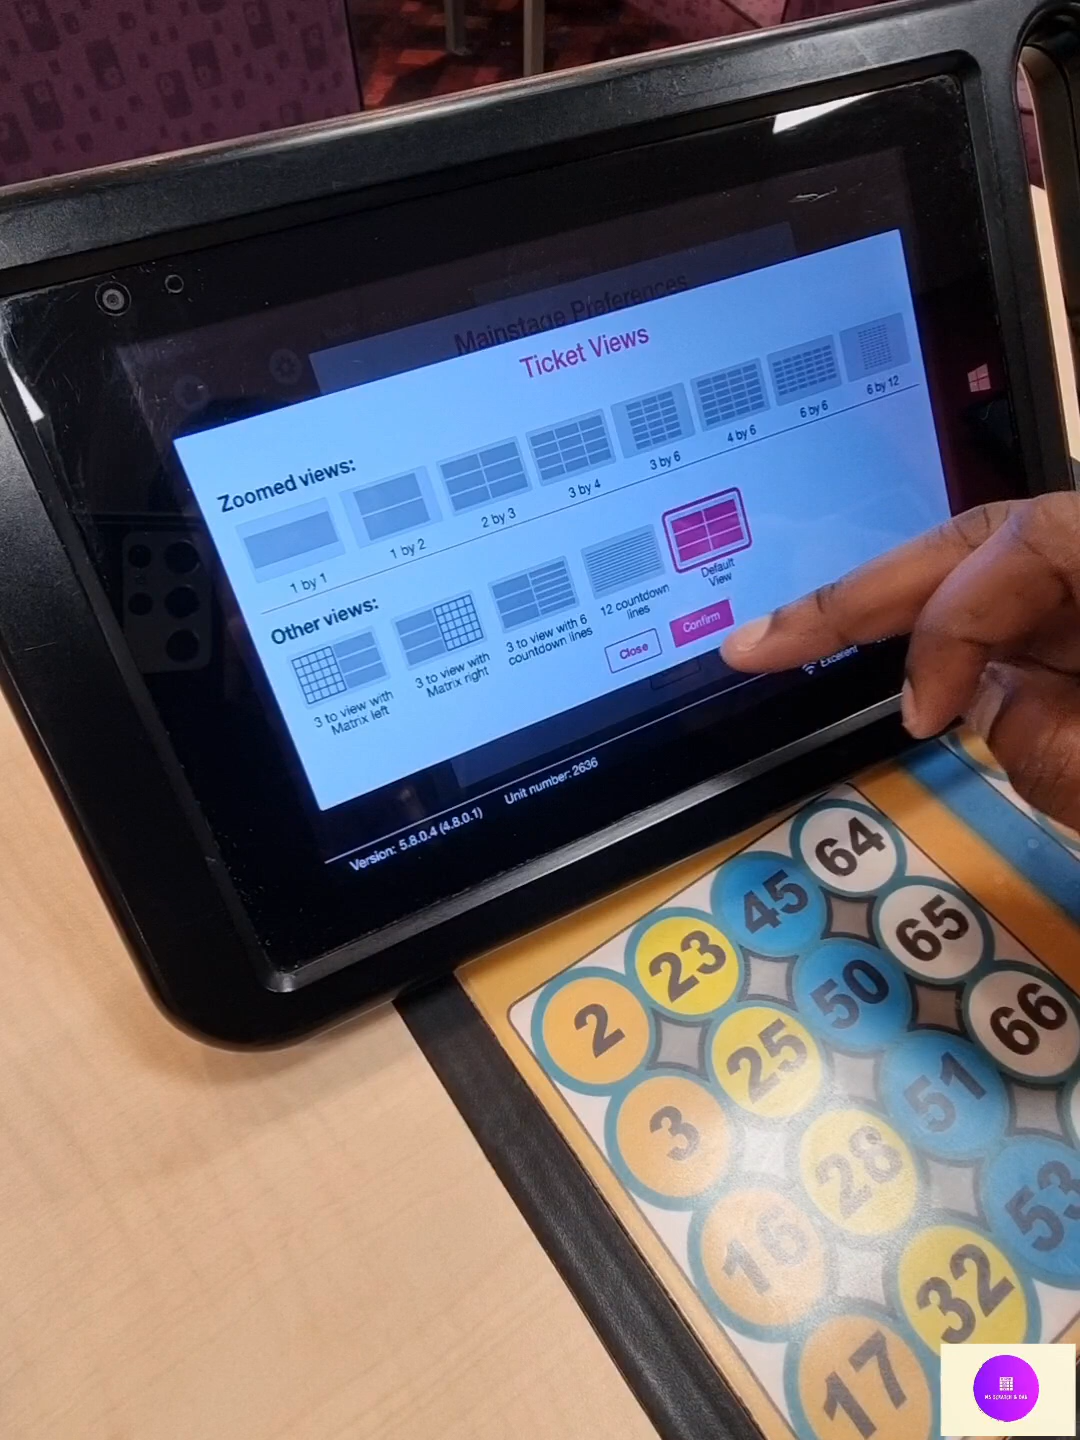 Mainstage Preferences
Ticket Views
Zoomed views:
1 by 1
1 by 2
2 by 3
3 by 4
3 by 6
4 by 6
6 by 6
6 by 12
Other views:
3 to view with
Matrix left
3 to view with
Matrix right
3 to view with 6
countdown lines
12 countdown
lines
Default
View
Close
Confirm
Excellent
Version: 5.8.0.4 (4.8.0.1)
Unit number: 2636
2 23 45 64
3 25 50 65
16 28 51 66
17 32 53
MS SCRATCH & DAB